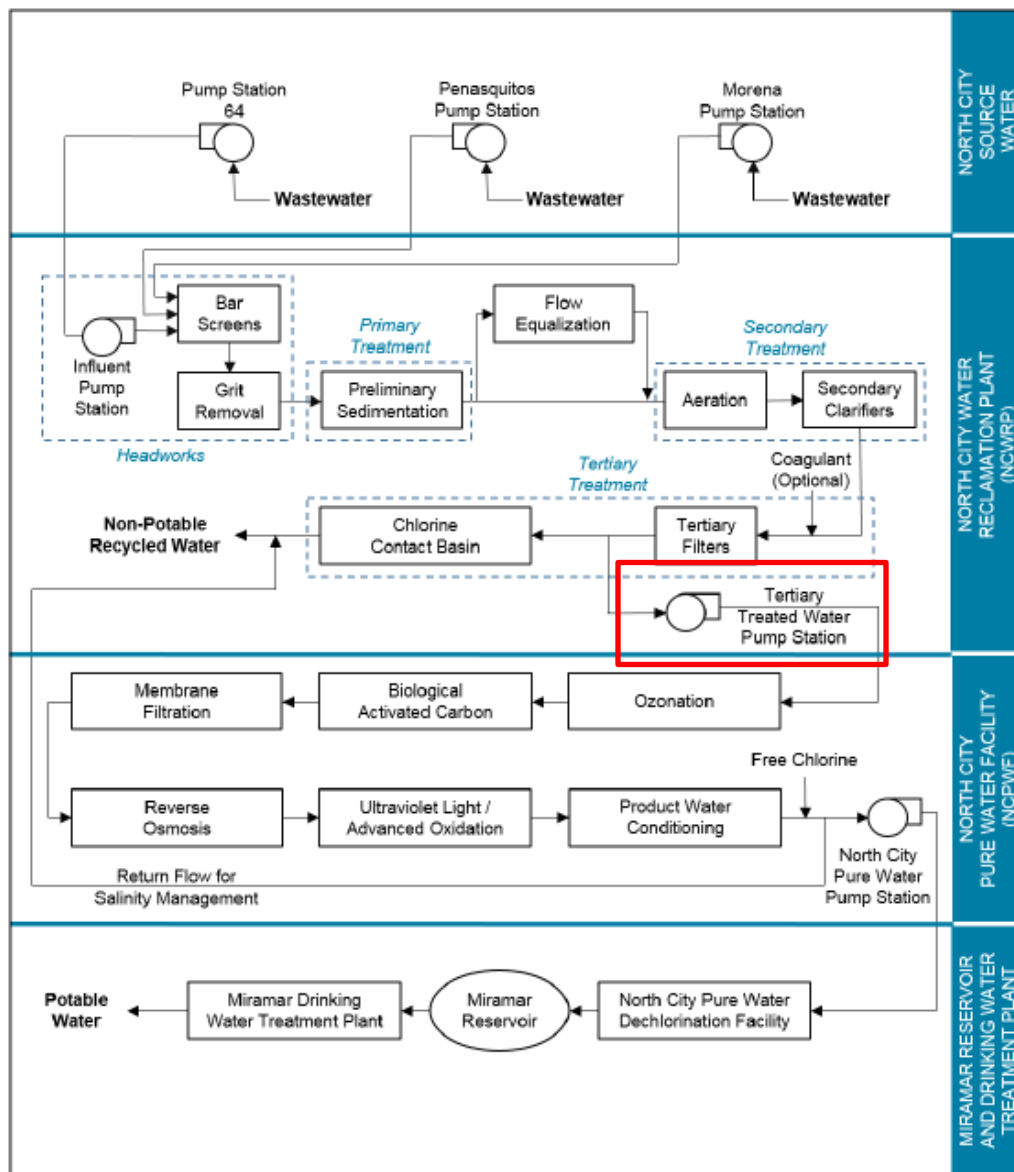 Pump Station
64
Penasquitos
Pump Station
Morena
Pump Station
Wastewater
Wastewater
Wastewater
NORTH CITY
SOURCE
WATER
Bar
Screens
Influent
Pump
Station
Grit
Removal
Headworks
Primary
Treatment
Preliminary
Sedimentation
Flow
Equalization
Secondary
Treatment
Aeration
Secondary
Clarifiers
Coagulant
(Optional)
Tertiary
Treatment
Non-Potable
Recycled Water
Chlorine
Contact Basin
Tertiary
Filters
Tertiary
Treated Water
Pump Station
NORTH CITY WATER
RECLAMATION PLANT
(NCWRP)
Membrane
Filtration
Biological
Activated Carbon
Ozonation
Free Chlorine
Reverse
Osmosis
Ultraviolet Light /
Advanced Oxidation
Product Water
Conditioning
North City
Pure Water
Pump Station
Return Flow for
Salinity Management
NORTH CITY
PURE WATER FACILITY
(NCPWF)
Potable
Water
Miramar Drinking
Water Treatment Plant
Miramar
Reservoir
North City Pure Water
Dechlorination Facility
MIRAMAR RESERVOIR
AND DRINKING WATER
TREATMENT PLANT